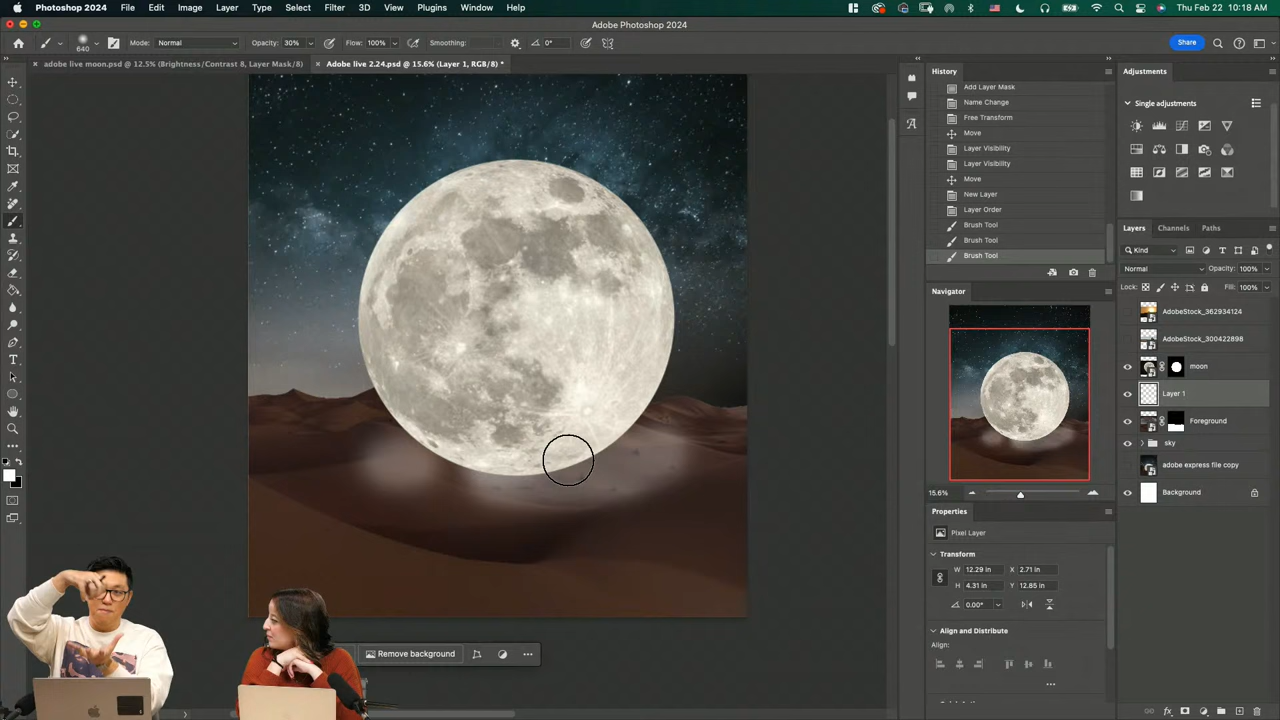 Photoshop 2024 File Edit Image Layer Type Select Filter 3D View Plugins Window Help Thu Feb 22 10:18 AM
Adobe Photoshop 2024
640 Mode: Normal Opacity: 30% Flow: 100% Smoothing: 0° Share
adobe live moon.psd @ 12.5% (Brightness/Contrast 8, Layer Mask/8) Adobe live 2.24.psd @ 15.6% (Layer 1, RGB/8) *
History
Add Layer Mask
Name Change
Free Transform
Move
Layer Visibility
Layer Visibility
Move
New Layer
Layer Order
Brush Tool
Brush Tool
Brush Tool
Navigator
15.6%
Properties
Pixel Layer
Transform
W 12.29 in X 2.71 in
H 4.31 in Y 12.85 in
0.00°
Align and Distribute
Align:
Adjustments
Single adjustments
Layers Channels Paths
Kind
Normal Opacity: 100%
Lock: Fill: 100%
AdobeStock_362934124
AdobeStock_300422898
moon
Layer 1
Foreground
sky
adobe express file copy
Background
Remove background